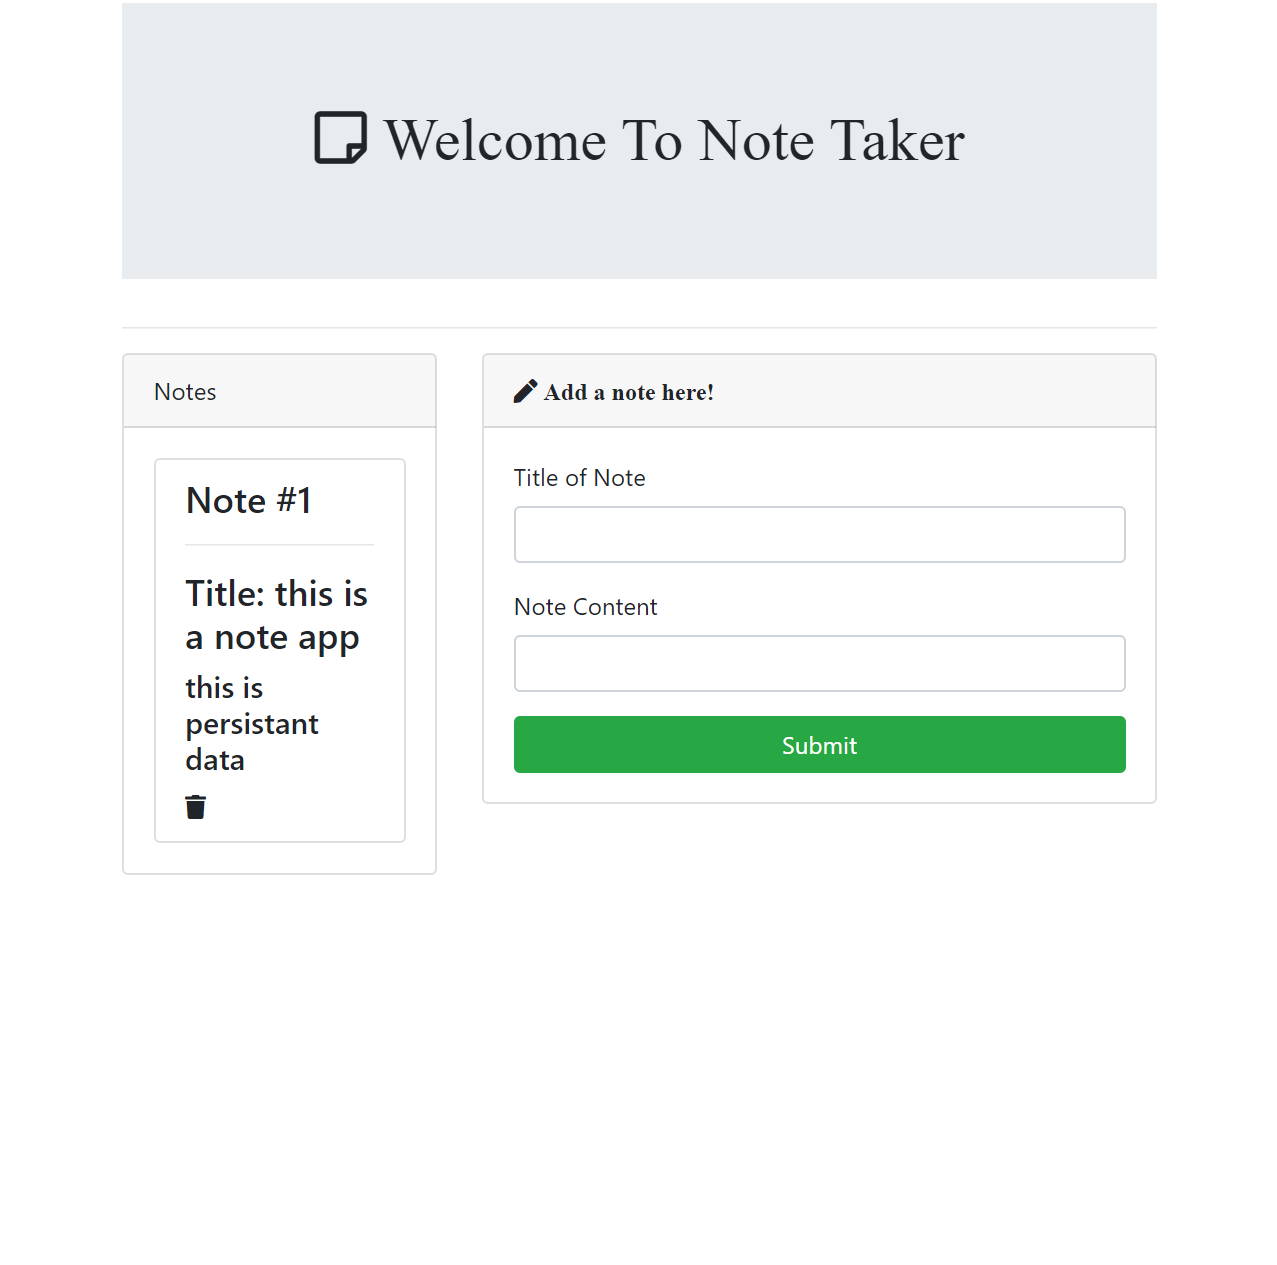 Welcome To Note Taker
Notes
Note #1
Title: this is
a note app
this is
persistant
data
Add a note here!
Title of Note
Note Content
Submit